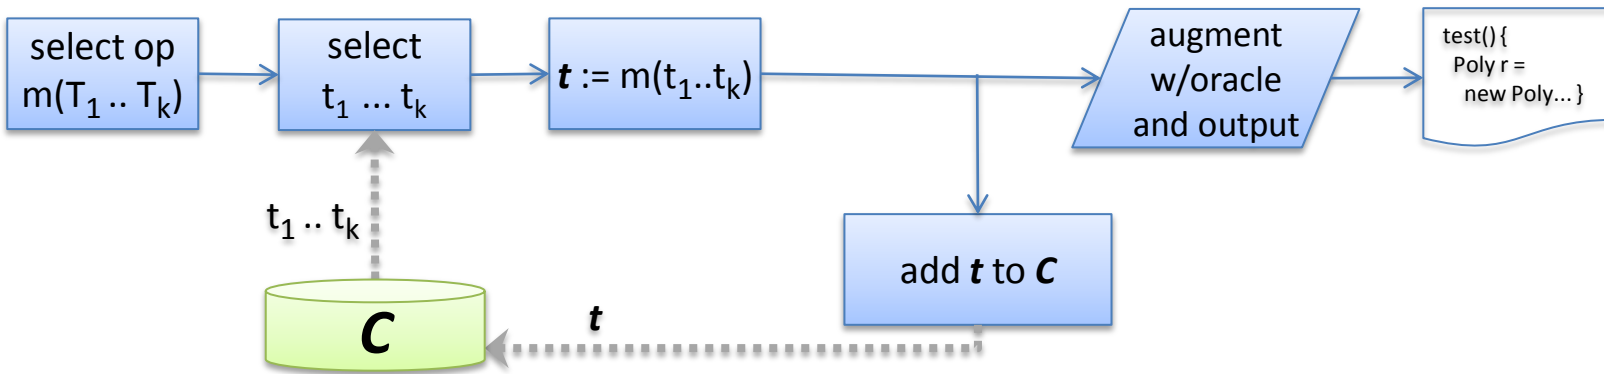 select op
m(T₁ .. Tₖ)
select
t₁ ... tₖ
t := m(t₁..tₖ)
augment
w/oracle
and output
test() {
Poly r =
new Poly... }
t₁ .. tₖ
add t to C
C
t